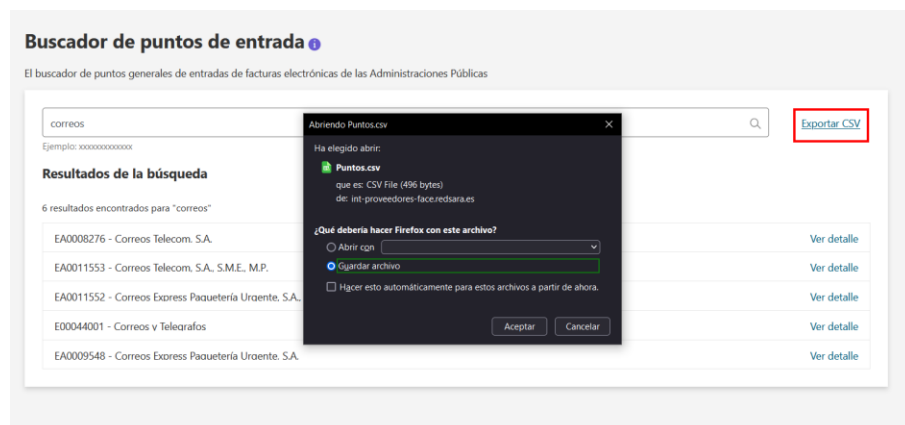 Buscador de puntos de entrada
El buscador de puntos generales de entradas de facturas electrónicas de las Administraciones Públicas
correos
Exportar CSV
Ejemplo: xxxxxxxxxxxxx
Resultados de la búsqueda
6 resultados encontrados para "correos"
EA0008276 - Correos Telecom. S.A. Ver detalle
EA0011553 - Correos Telecom, S.A., S.M.E., M.P. Ver detalle
EA0011552 - Correos Express Paquetería Urgente, S.A., Ver detalle
E00044001 - Correos y Telegrafos Ver detalle
EA0009548 - Correos Express Paquetería Urgente. S.A. Ver detalle
Abriendo Puntos.csv
Ha elegido abrir:
Puntos.csv
que es: CSV File (496 bytes)
de: int-proveedores-face.redsara.es
¿Qué debería hacer Firefox con este archivo?
Abrir con
Guardar archivo
Hacer esto automáticamente para estos archivos a partir de ahora.
Aceptar Cancelar